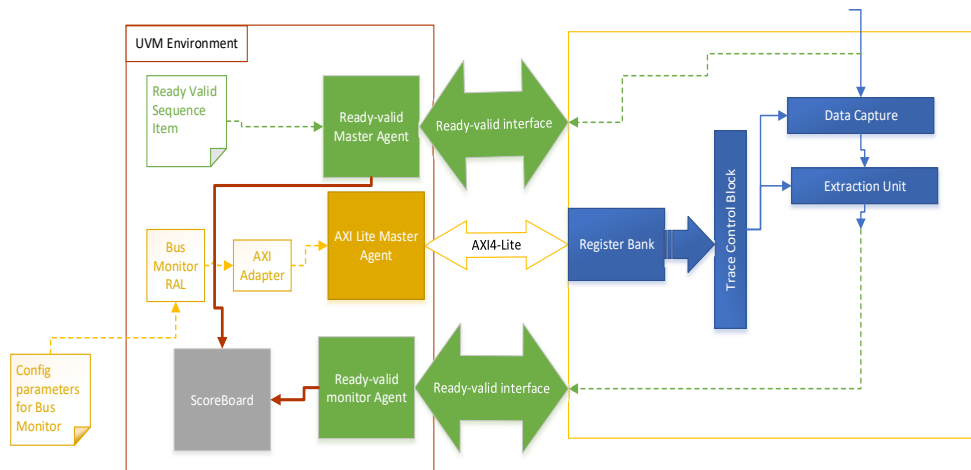 UVM Environment
Ready Valid
Sequence
Item
Ready-valid
Master Agent
Ready-valid interface
Data Capture
Extraction Unit
Trace Control Block
AXI Lite Master
Agent
AXI4-Lite
Register Bank
Bus
Monitor
RAL
AXI
Adapter
Config
parameters
for Bus
Monitor
ScoreBoard
Ready-valid
monitor Agent
Ready-valid interface